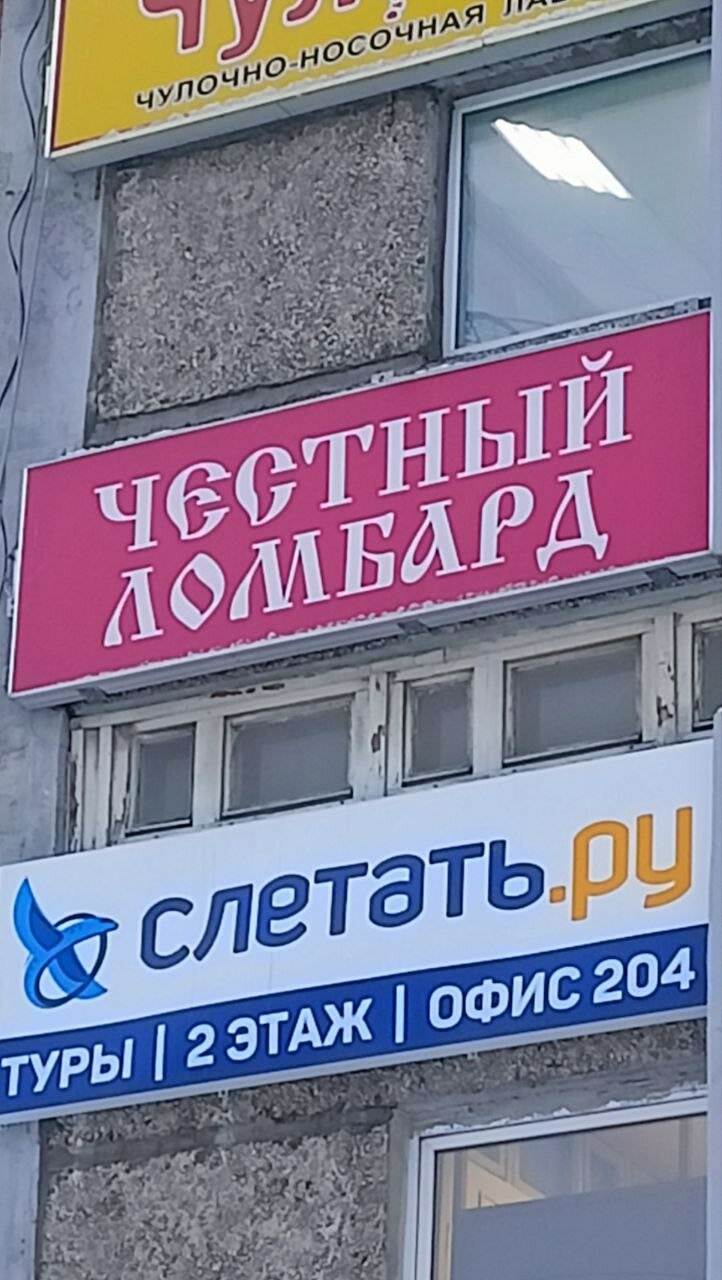 ЧУЛОЧНО-НОСОЧНАЯ
ЧЕСТНЫЙ
ЛОМБАРД
слетать.ру
ТУРЫ | 2 ЭТАЖ | ОФИС 204